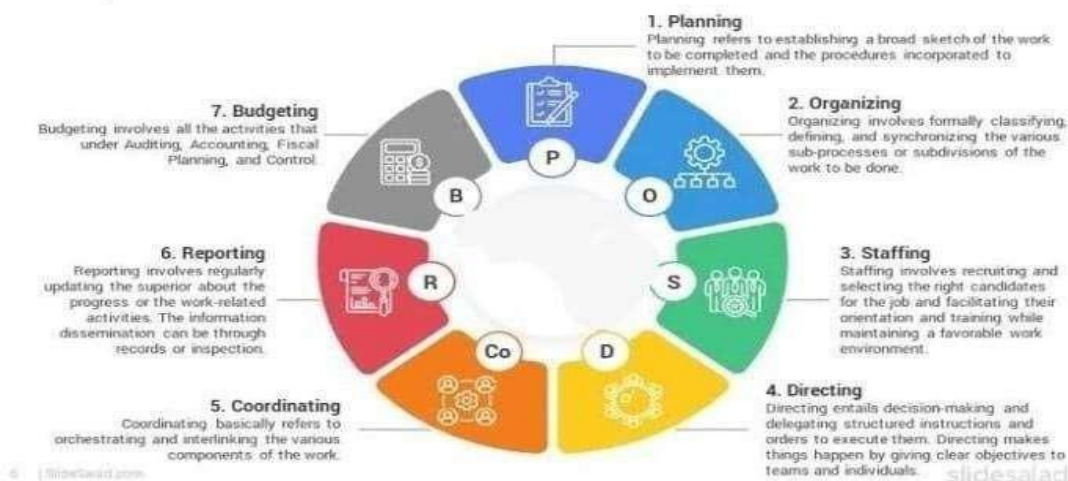 1. Planning
Planning refers to establishing a broad sketch of the work
to be completed and the procedures incorporated to
implement them.
2. Organizing
Organizing involves formally classifying,
defining, and synchronizing the various
sub-processes or subdivisions of the
work to be done.
3. Staffing
Staffing involves recruiting and
selecting the right candidates
for the job and facilitating their
orientation and training while
maintaining a favorable work
environment.
4. Directing
Directing entails decision-making and
delegating structured instructions and
orders to execute them. Directing makes
things happen by giving clear objectives to
teams and individuals.
5. Coordinating
Coordinating basically refers to
orchestrating and interlinking the various
components of the work.
6. Reporting
Reporting involves regularly
updating the superior about the
progress or the work-related
activities. The information
dissemination can be through
records or inspection.
7. Budgeting
Budgeting involves all the activities that
under Auditing, Accounting, Fiscal
Planning, and Control.
P
O
S
D
Co
R
B
6 | SlideSalad.com
slidesalad